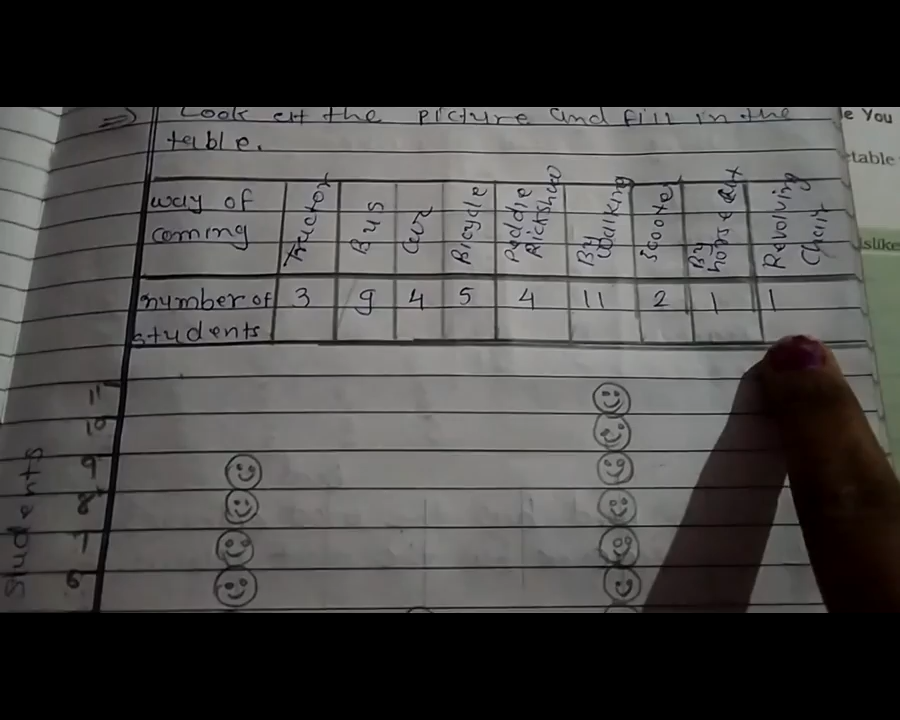 => Look at the picture and fill in the
table.
way of coming Tractor Bus Car Bicycle Peddle Rickshaw By Walking Scooter By horse cart Revolving Chair
number of students 3 9 4 5 4 11 2 1 1
11
10
9
8
7
6
Students
e You
table
slike